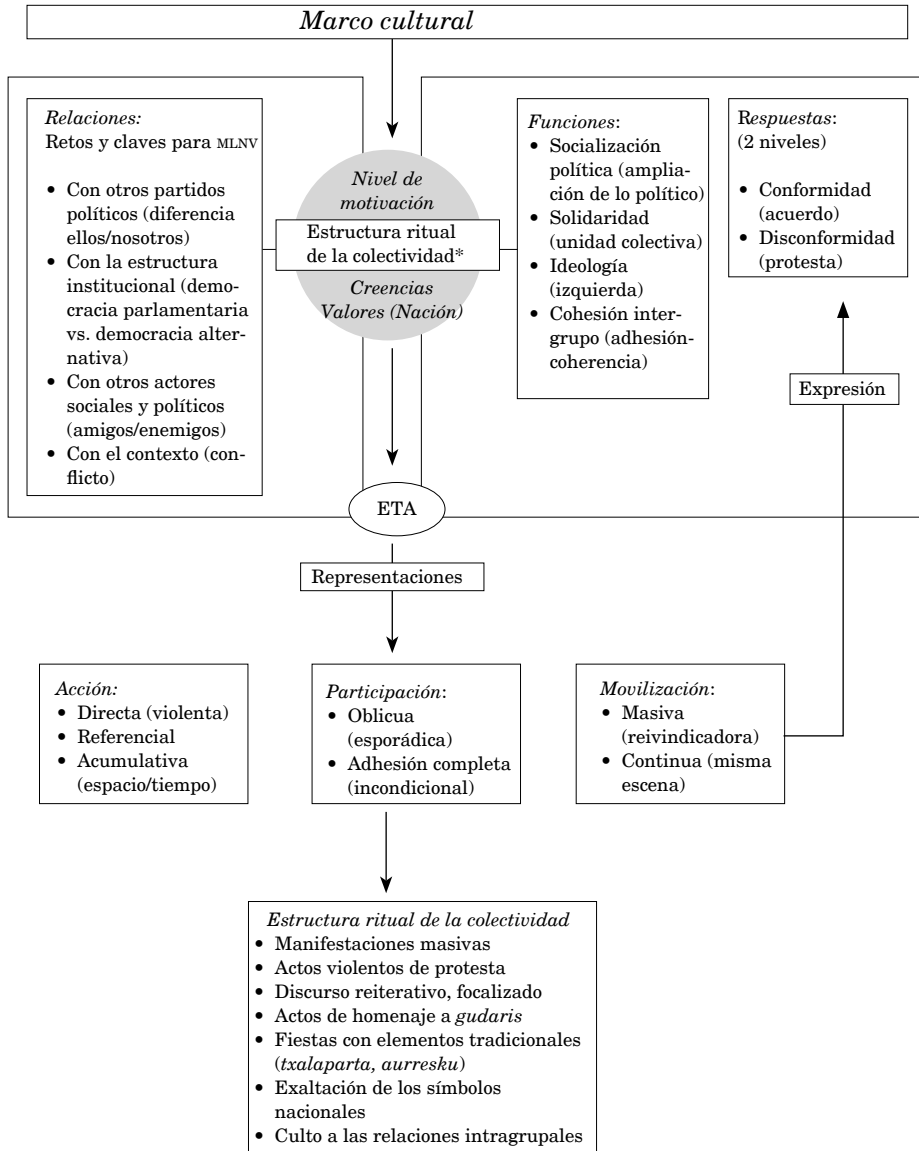 Marco cultural
Relaciones:
Retos y claves para MLNV
• Con otros partidos
políticos (diferencia
ellos/nosotros)
• Con la estructura
institucional (demo-
cracia parlamentaria
vs. democracia alter-
nativa)
• Con otros actores
sociales y políticos
(amigos/enemigos)
• Con el contexto (con-
flicto)
Nivel de
motivación
Estructura ritual
de la colectividad*
Creencias
Valores (Nación)
Funciones:
• Socialización
política (amplia-
ción de lo político)
• Solidaridad
(unidad colectiva)
• Ideología
(izquierda)
• Cohesión inter-
grupo (adhesión-
coherencia)
Respuestas:
(2 niveles)
• Conformidad
(acuerdo)
• Disconformidad
(protesta)
Expresión
ETA
Representaciones
Acción:
• Directa (violenta)
• Referencial
• Acumulativa
(espacio/tiempo)
Participación:
• Oblicua
(esporádica)
• Adhesión completa
(incondicional)
Movilización:
• Masiva
(reivindicadora)
• Continua (misma
escena)
Estructura ritual de la colectividad
• Manifestaciones masivas
• Actos violentos de protesta
• Discurso reiterativo, focalizado
• Actos de homenaje a gudaris
• Fiestas con elementos tradicionales
(txalaparta, aurresku)
• Exaltación de los símbolos
nacionales
• Culto a las relaciones intragrupales